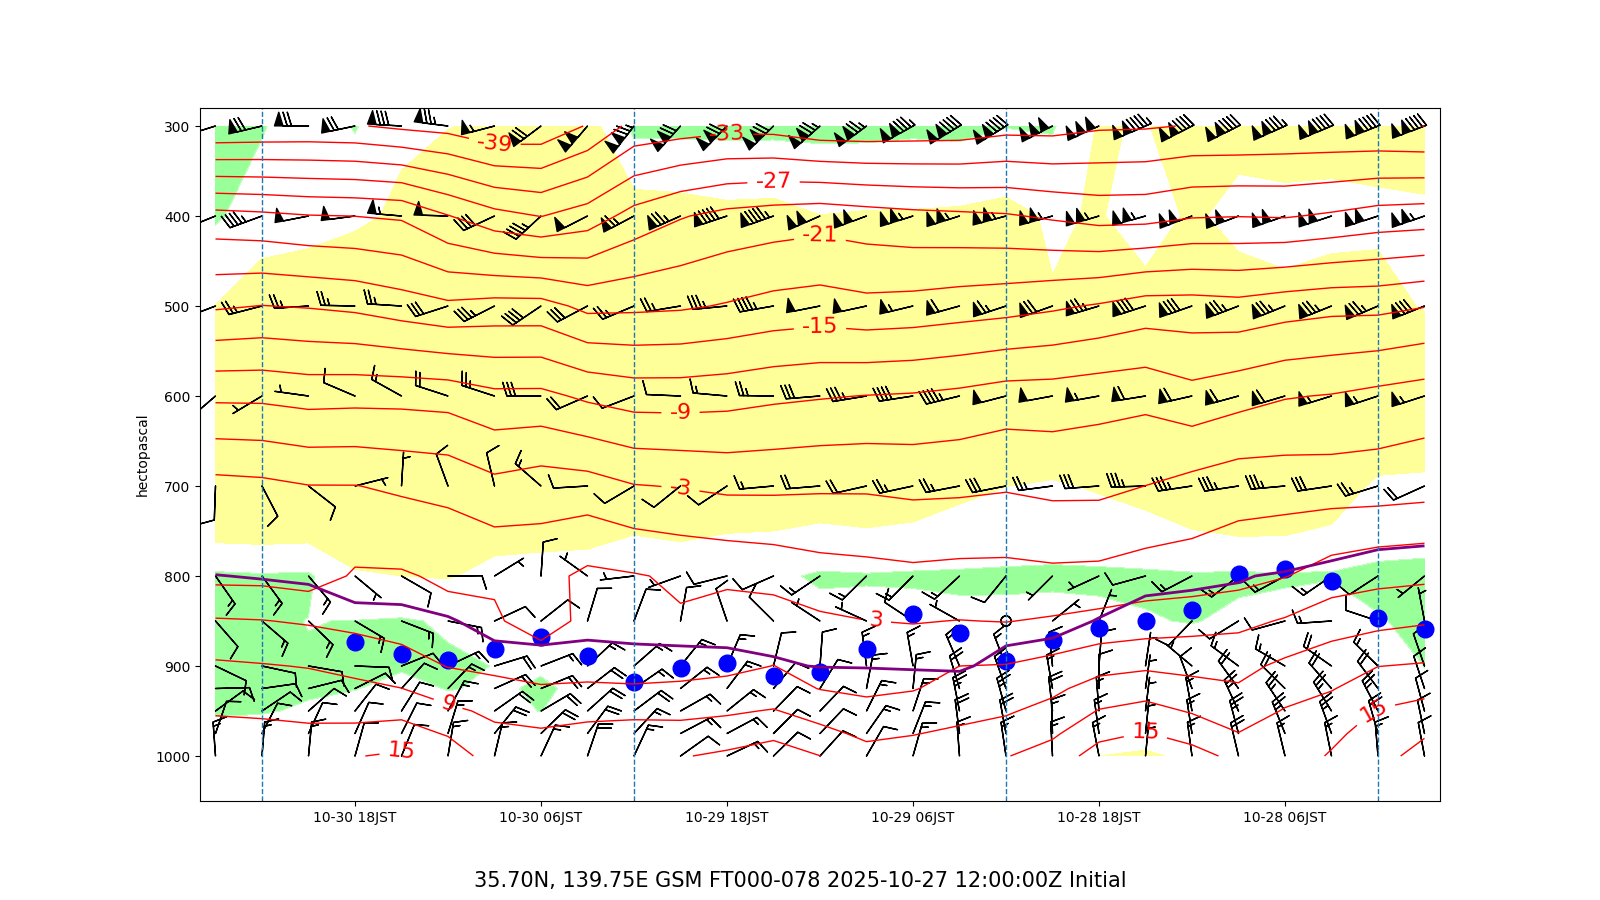 300
400
500
600
700
800
900
1000
hectopascal
-39
-33
-27
-21
-15
-9
-3
3
9
15
15
15
10-30 18JST
10-30 06JST
10-29 18JST
10-29 06JST
10-28 18JST
10-28 06JST
35.70N, 139.75E GSM FT000-078 2025-10-27 12:00:00Z Initial